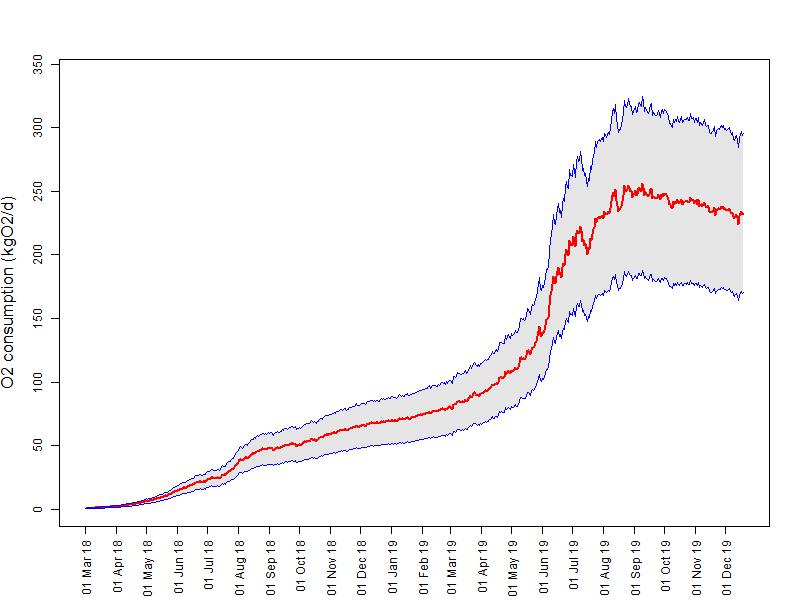 O2 consumption (kgO2/d)
350
300
250
200
150
100
50
0
01 Mar 18
01 Apr 18
01 May 18
01 Jun 18
01 Jul 18
01 Aug 18
01 Sep 18
01 Oct 18
01 Nov 18
01 Dec 18
01 Jan 19
01 Feb 19
01 Mar 19
01 Apr 19
01 May 19
01 Jun 19
01 Jul 19
01 Aug 19
01 Sep 19
01 Oct 19
01 Nov 19
01 Dec 19